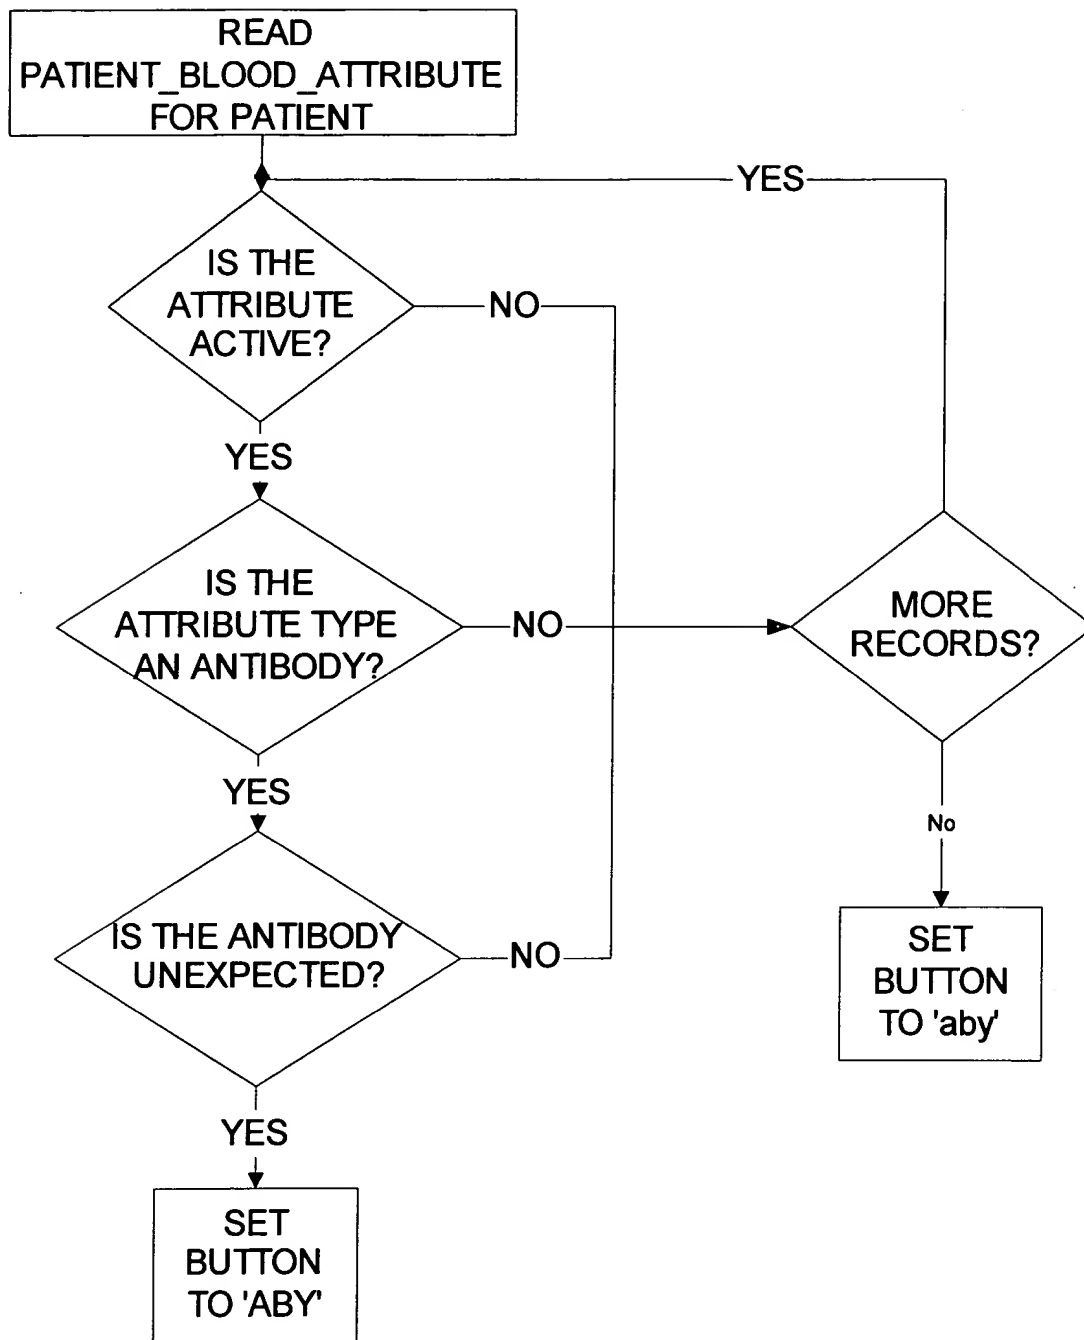 READ
PATIENT_BLOOD_ATTRIBUTE
FOR PATIENT
YES
IS THE
ATTRIBUTE
ACTIVE?
NO
YES
IS THE
ATTRIBUTE TYPE
AN ANTIBODY?
NO
MORE
RECORDS?
YES
No
IS THE ANTIBODY
UNEXPECTED?
NO
SET
BUTTON
TO 'aby'
YES
SET
BUTTON
TO 'ABY'